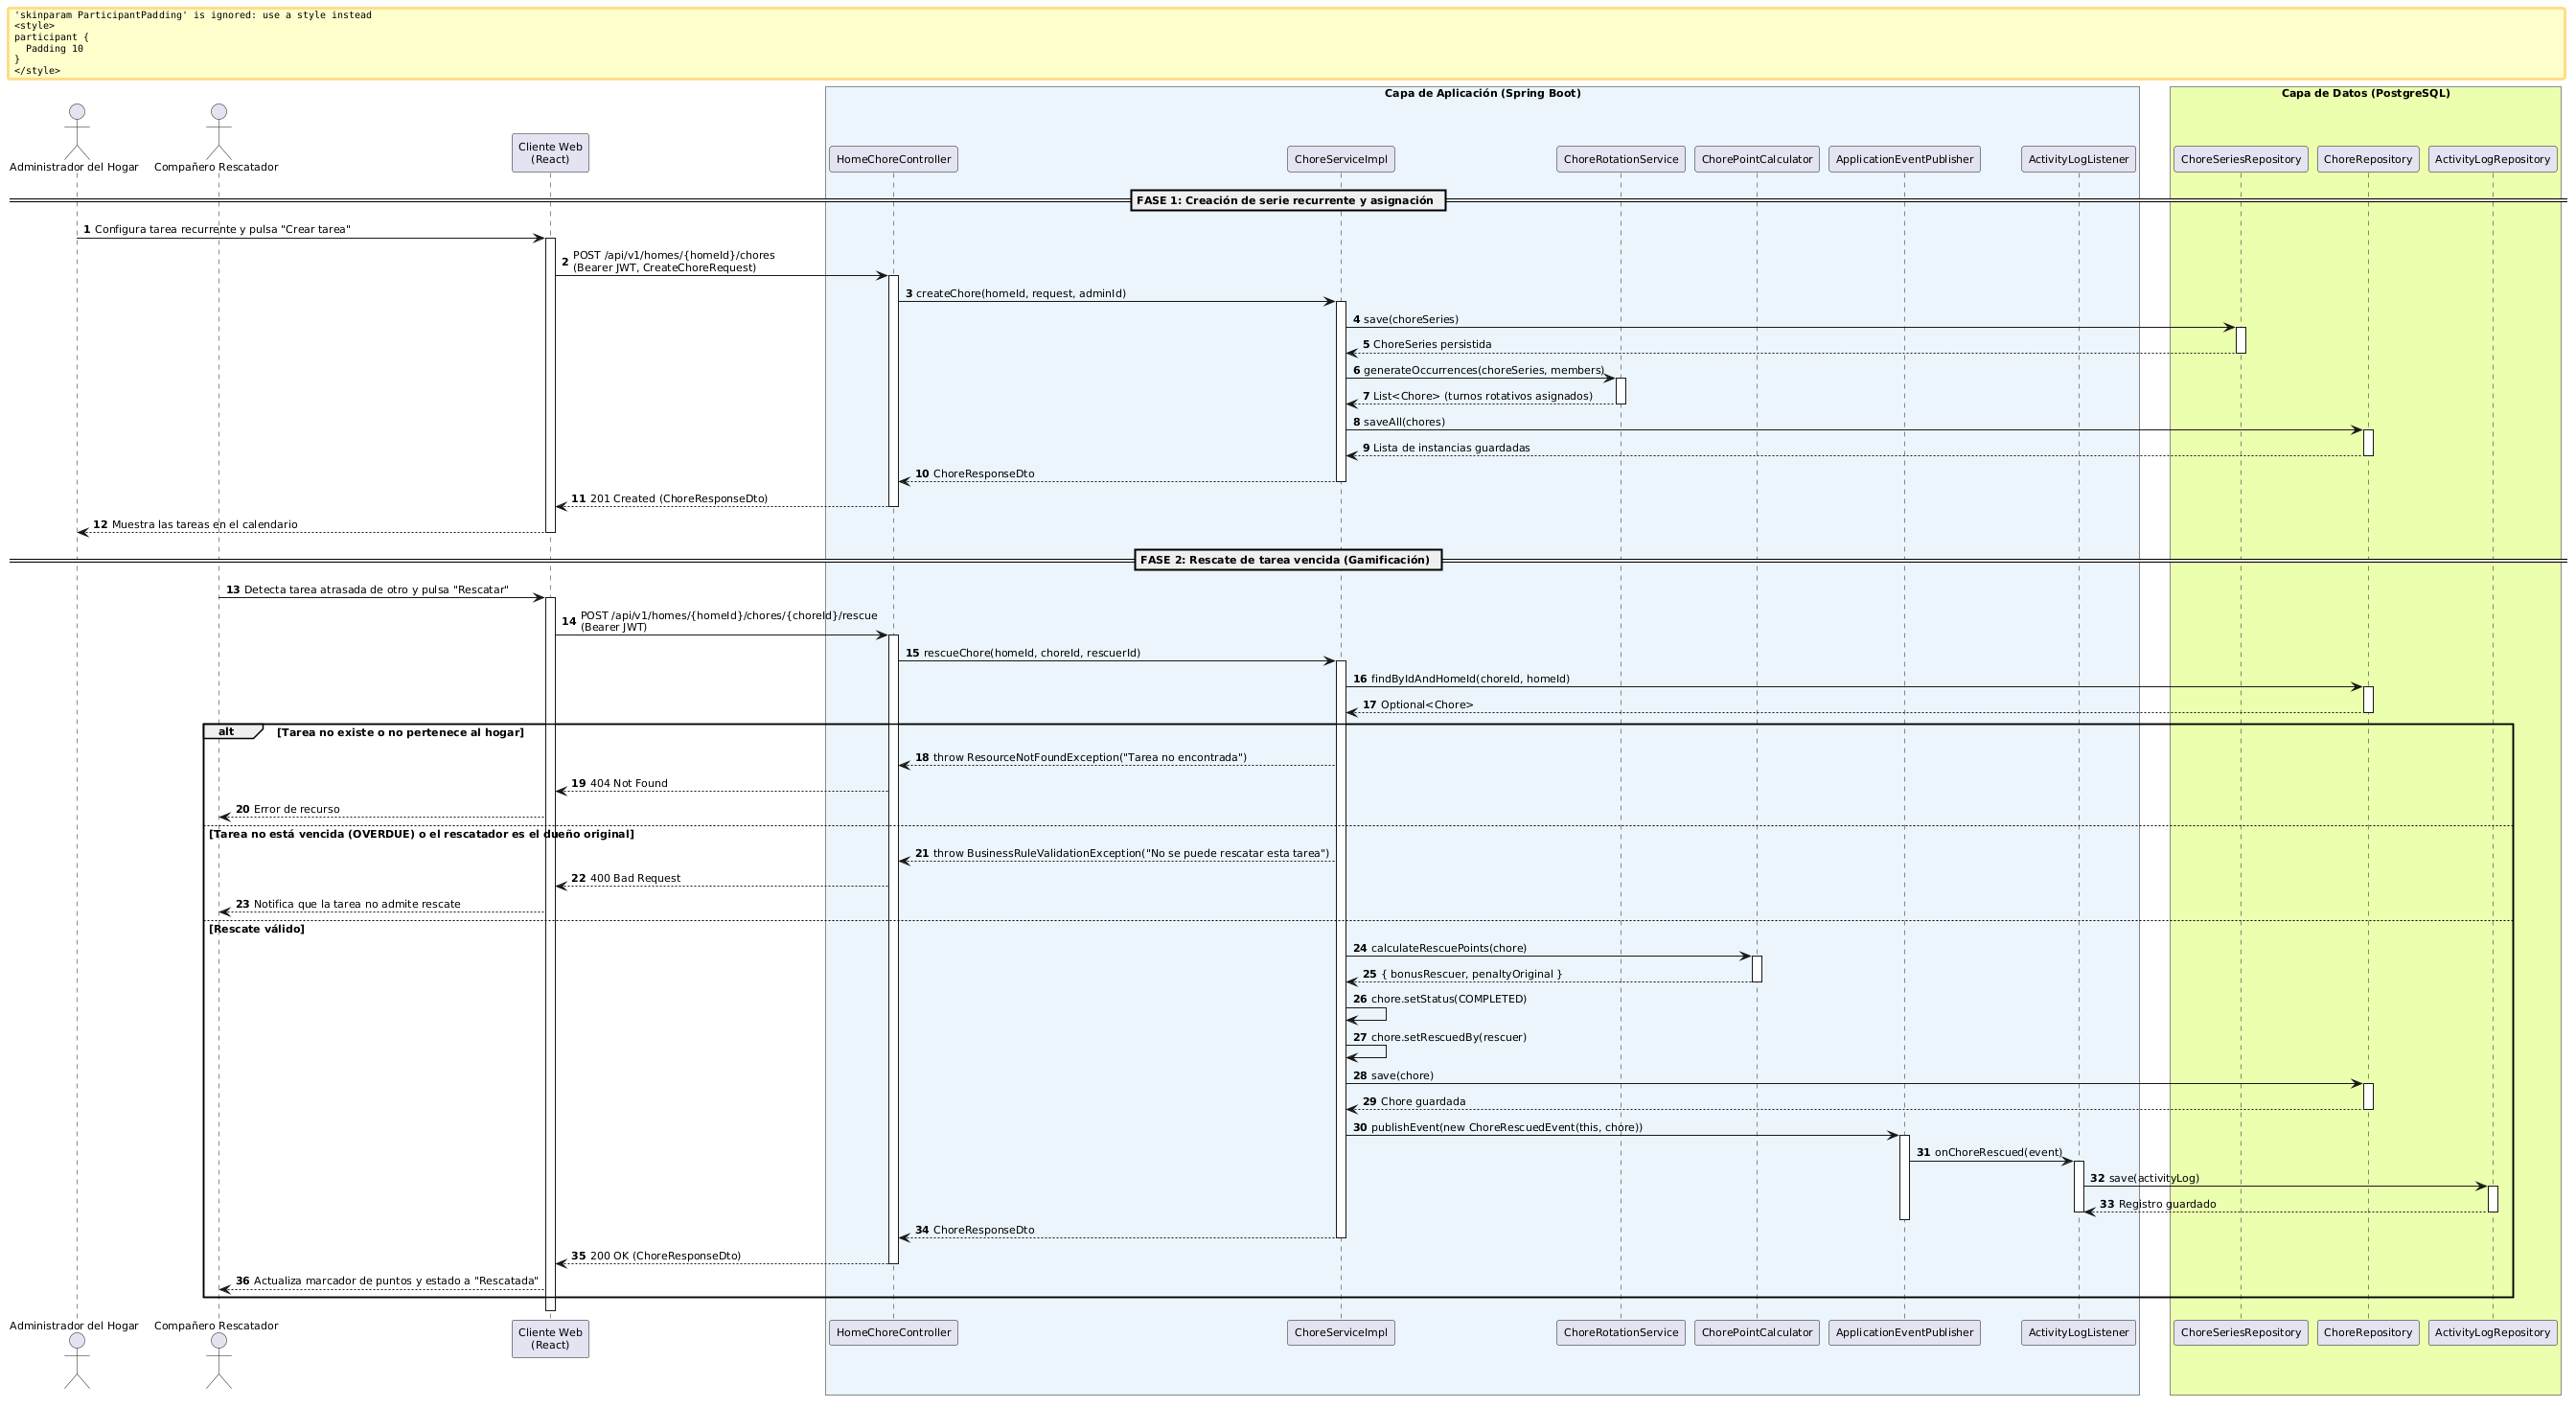 'skinparam ParticipantPadding' is ignored: use a style instead
<style>
participant {
  Padding 10
}
</style>
Capa de Aplicación (Spring Boot)
Capa de Datos (PostgreSQL)
Administrador del Hogar
Compañero Rescatador
Cliente Web
(React)
HomeChoreController
ChoreServiceImpl
ChoreRotationService
ChorePointCalculator
ApplicationEventPublisher
ActivityLogListener
ChoreSeriesRepository
ChoreRepository
ActivityLogRepository
FASE 1: Creación de serie recurrente y asignación
1 Configura tarea recurrente y pulsa "Crear tarea"
2 POST /api/v1/homes/{homeId}/chores
(Bearer JWT, CreateChoreRequest)
3 createChore(homeId, request, adminId)
4 save(choreSeries)
5 ChoreSeries persistida
6 generateOccurrences(choreSeries, members)
7 List<Chore> (turnos rotativos asignados)
8 saveAll(chores)
9 Lista de instancias guardadas
10 ChoreResponseDto
11 201 Created (ChoreResponseDto)
12 Muestra las tareas en el calendario
FASE 2: Rescate de tarea vencida (Gamificación)
13 Detecta tarea atrasada de otro y pulsa "Rescatar"
14 POST /api/v1/homes/{homeId}/chores/{choreId}/rescue
(Bearer JWT)
15 rescueChore(homeId, choreId, rescuerId)
16 findByIdAndHomeId(choreId, homeId)
17 Optional<Chore>
alt [Tarea no existe o no pertenece al hogar]
18 throw ResourceNotFoundException("Tarea no encontrada")
19 404 Not Found
20 Error de recurso
[Tarea no está vencida (OVERDUE) o el rescatador es el dueño original]
21 throw BusinessRuleValidationException("No se puede rescatar esta tarea")
22 400 Bad Request
23 Notifica que la tarea no admite rescate
[Rescate válido]
24 calculateRescuePoints(chore)
25 { bonusRescuer, penaltyOriginal }
26 chore.setStatus(COMPLETED)
27 chore.setRescuedBy(rescuer)
28 save(chore)
29 Chore guardada
30 publishEvent(new ChoreRescuedEvent(this, chore))
31 onChoreRescued(event)
32 save(activityLog)
33 Registro guardado
34 ChoreResponseDto
35 200 OK (ChoreResponseDto)
36 Actualiza marcador de puntos y estado a "Rescatada"
Administrador del Hogar
Compañero Rescatador
Cliente Web
(React)
HomeChoreController
ChoreServiceImpl
ChoreRotationService
ChorePointCalculator
ApplicationEventPublisher
ActivityLogListener
ChoreSeriesRepository
ChoreRepository
ActivityLogRepository